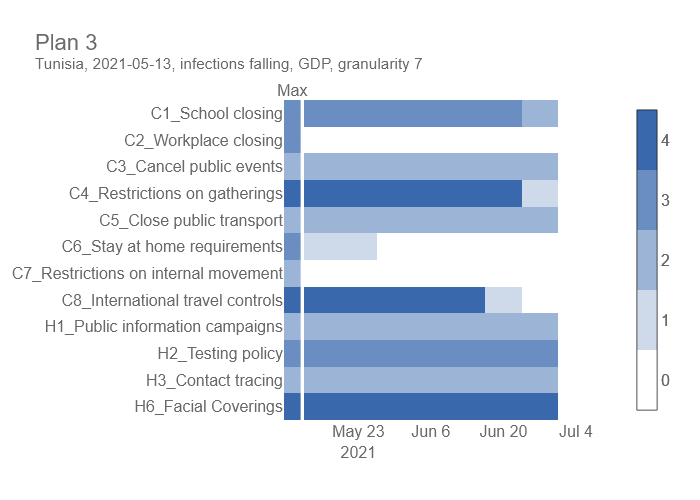 Plan 3
Tunisia, 2021-05-13, infections falling, GDP, granularity 7
Max
C1_School closing
C2_Workplace closing
C3_Cancel public events
C4_Restrictions on gatherings
C5_Close public transport
C6_Stay at home requirements
C7_Restrictions on internal movement
C8_International travel controls
H1_Public information campaigns
H2_Testing policy
H3_Contact tracing
H6_Facial Coverings
May 23 Jun 6 Jun 20 Jul 4
2021
4
3
2
1
0